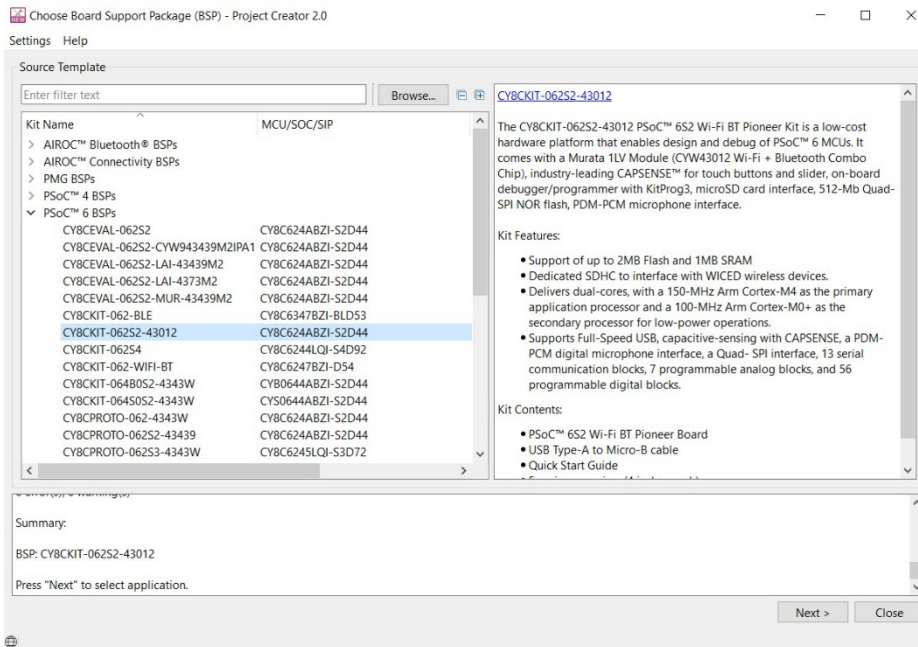 Choose Board Support Package (BSP) - Project Creator 2.0
Settings Help
Source Template
Enter filter text
Browse...
Kit Name MCU/SOC/SIP
AIROC™ Bluetooth® BSPs
AIROC™ Connectivity BSPs
PMG BSPs
PSoC™ 4 BSPs
PSoC™ 6 BSPs
CY8CEVAL-062S2 CY8C624ABZI-S2D44
CY8CEVAL-062S2-CYW943439M2IPA1 CY8C624ABZI-S2D44
CY8CEVAL-062S2-LAI-43439M2 CY8C624ABZI-S2D44
CY8CEVAL-062S2-LAI-4373M2 CY8C624ABZI-S2D44
CY8CEVAL-062S2-MUR-43439M2 CY8C624ABZI-S2D44
CY8CKIT-062-BLE CY8C6347BZI-BLD53
CY8CKIT-062S2-43012 CY8C624ABZI-S2D44
CY8CKIT-062S4 CY8C6244LQI-S4D92
CY8CKIT-062-WIFI-BT CY8C6247BZI-D54
CY8CKIT-064B0S2-4343W CYB0644ABZI-S2D44
CY8CKIT-064S0S2-4343W CYS0644ABZI-S2D44
CY8CPROTO-062-4343W CY8C624ABZI-S2D44
CY8CPROTO-062S2-43439 CY8C624ABZI-S2D44
CY8CPROTO-062S3-4343W CY8C6245LQI-S3D72
CY8CKIT-062S2-43012
The CY8CKIT-062S2-43012 PSoC™ 6S2 Wi-Fi BT Pioneer Kit is a low-cost
hardware platform that enables design and debug of PSoC™ 6 MCUs. It
comes with a Murata 1LV Module (CYW43012 Wi-Fi + Bluetooth Combo
Chip), industry-leading CAPSENSE™ for touch buttons and slider, on-board
debugger/programmer with KitProg3, microSD card interface, 512-Mb Quad-
SPI NOR flash, PDM-PCM microphone interface.
Kit Features:
• Support of up to 2MB Flash and 1MB SRAM
• Dedicated SDHC to interface with WICED wireless devices.
• Delivers dual-cores, with a 150-MHz Arm Cortex-M4 as the primary
application processor and a 100-MHz Arm Cortex-M0+ as the
secondary processor for low-power operations.
• Supports Full-Speed USB, capacitive-sensing with CAPSENSE, a PDM-
PCM digital microphone interface, a Quad- SPI interface, 13 serial
communication blocks, 7 programmable analog blocks, and 56
programmable digital blocks.
Kit Contents:
• PSoC™ 6S2 Wi-Fi BT Pioneer Board
• USB Type-A to Micro-B cable
• Quick Start Guide
Summary:
BSP: CY8CKIT-062S2-43012
Press "Next" to select application.
Next > Close